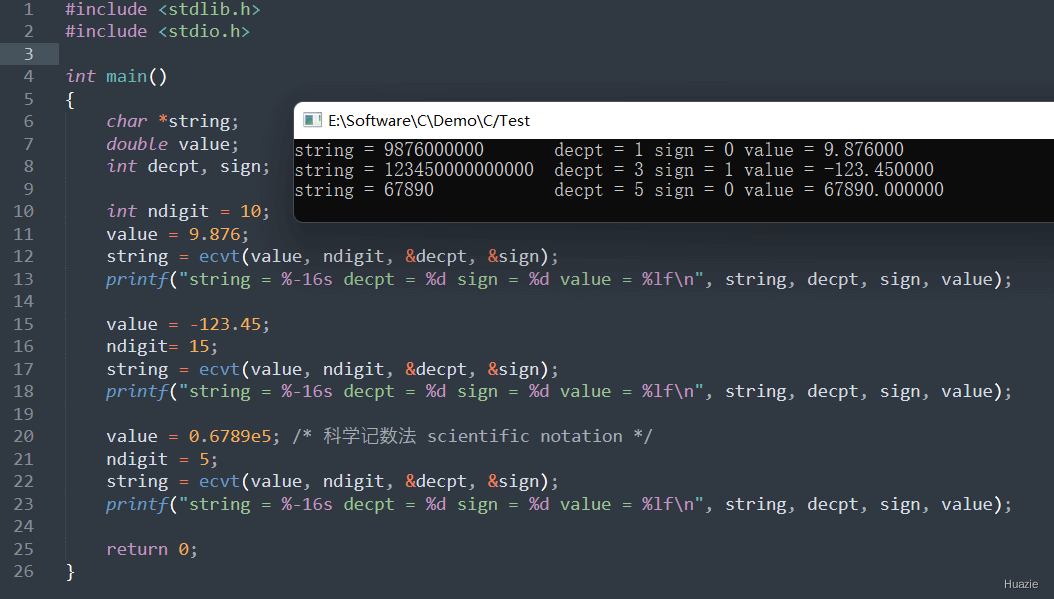 1 #include <stdlib.h>
2 #include <stdio.h>
3
4 int main()
5 {
6 char *string;
7 double value;
8 int decpt, sign;
9
10 int ndigit = 10;
11 value = 9.876;
12 string = ecvt(value, ndigit, &decpt, &sign);
13 printf("string = %-16s decpt = %d sign = %d value = %lf\n", string, decpt, sign, value);
14
15 value = -123.45;
16 ndigit= 15;
17 string = ecvt(value, ndigit, &decpt, &sign);
18 printf("string = %-16s decpt = %d sign = %d value = %lf\n", string, decpt, sign, value);
19
20 value = 0.6789e5; /* 科学记数法 scientific notation */
21 ndigit = 5;
22 string = ecvt(value, ndigit, &decpt, &sign);
23 printf("string = %-16s decpt = %d sign = %d value = %lf\n", string, decpt, sign, value);
24
25 return 0;
26 }
E:\Software\C\Demo\C/Test
string = 9876000000 decpt = 1 sign = 0 value = 9.876000
string = 123450000000000 decpt = 3 sign = 1 value = -123.450000
string = 67890 decpt = 5 sign = 0 value = 67890.000000
Huazie